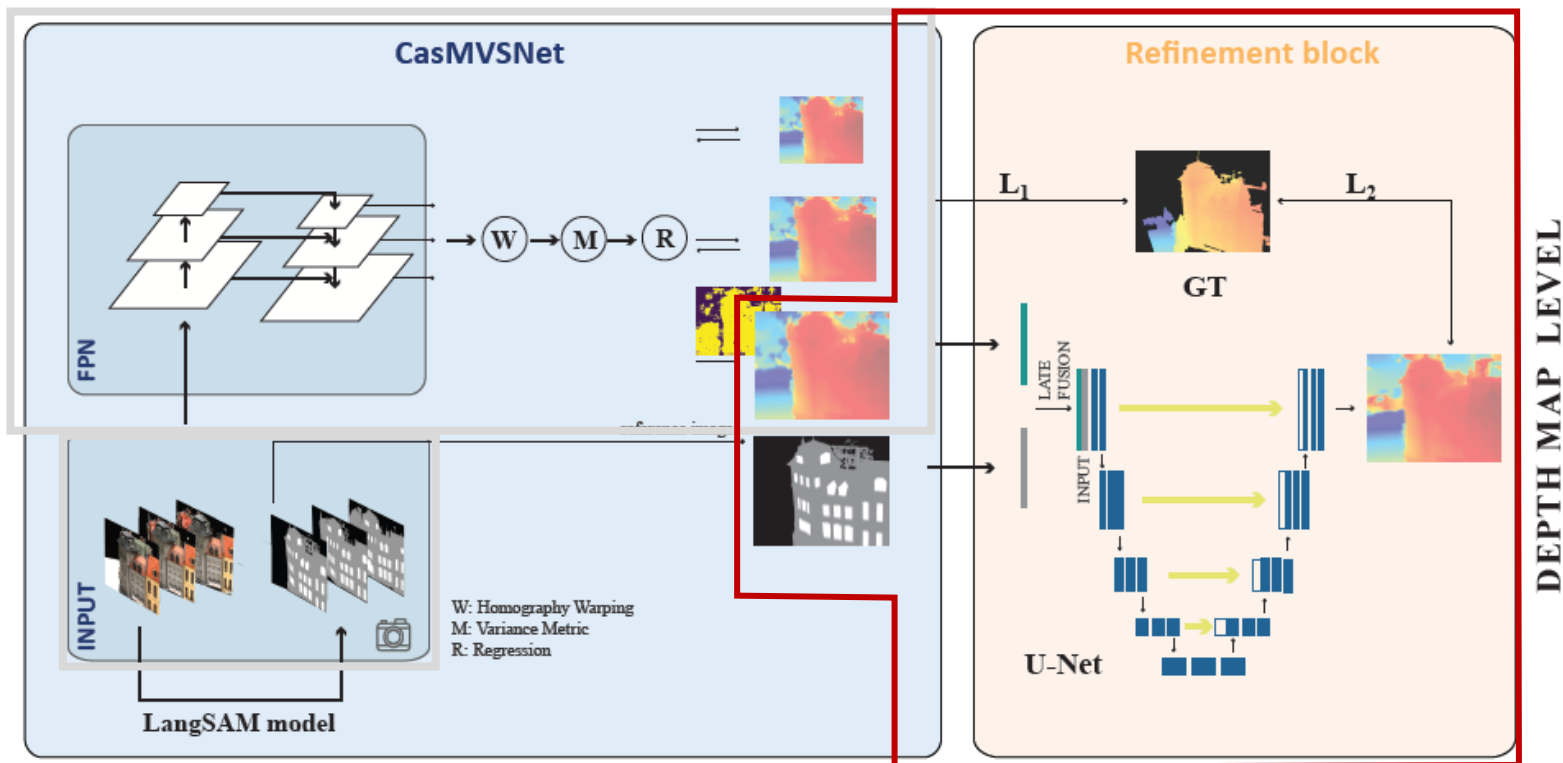 CasMVSNet
Refinement block
FPN
W
M
R
L1
L2
GT
LATE
FUSION
INPUT
U-Net
INPUT
W: Homography Warping
M: Variance Metric
R: Regression
LangSAM model
DEPTH MAP LEVEL